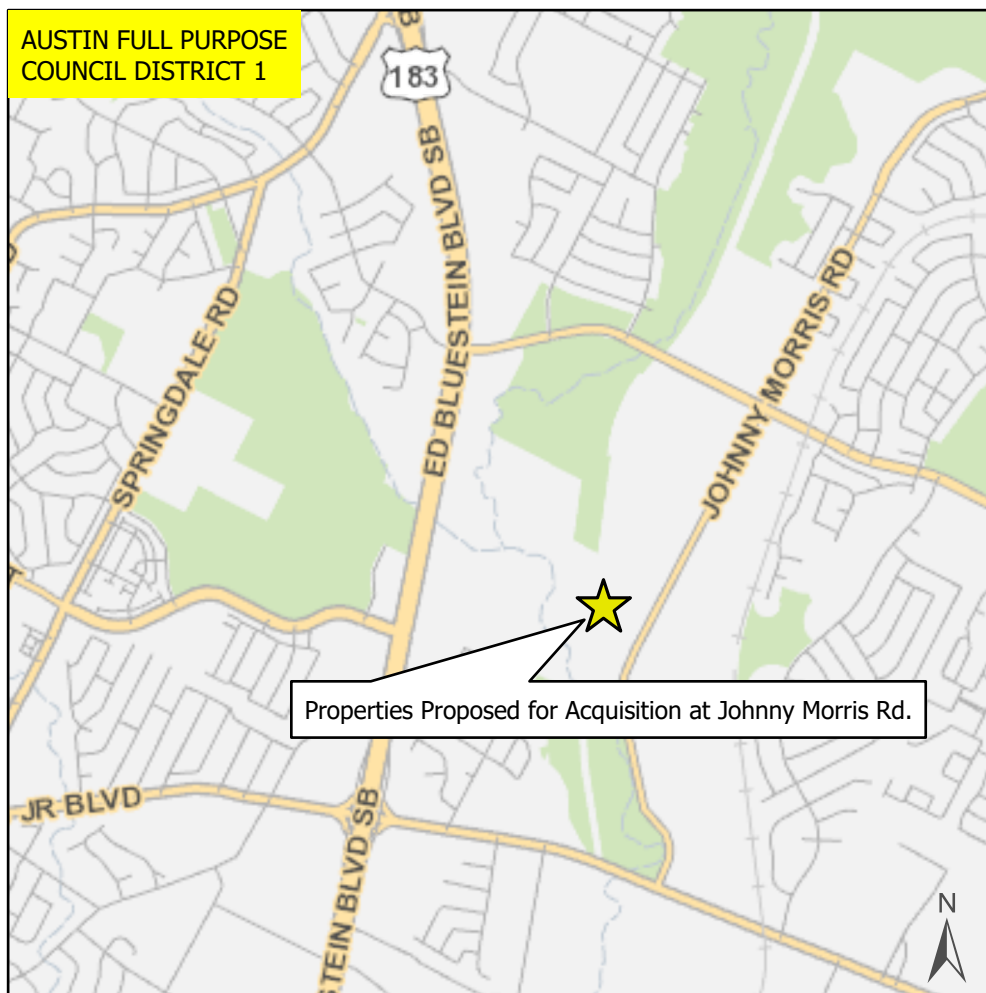 AUSTIN FULL PURPOSE
COUNCIL DISTRICT 1
183
ED BLUESTEIN BLVD SB
SPRINGDALE RD
JOHNNY MORRIS RD
Properties Proposed for Acquisition at Johnny Morris Rd.
JR BLVD
STEIN BLVD SB
N